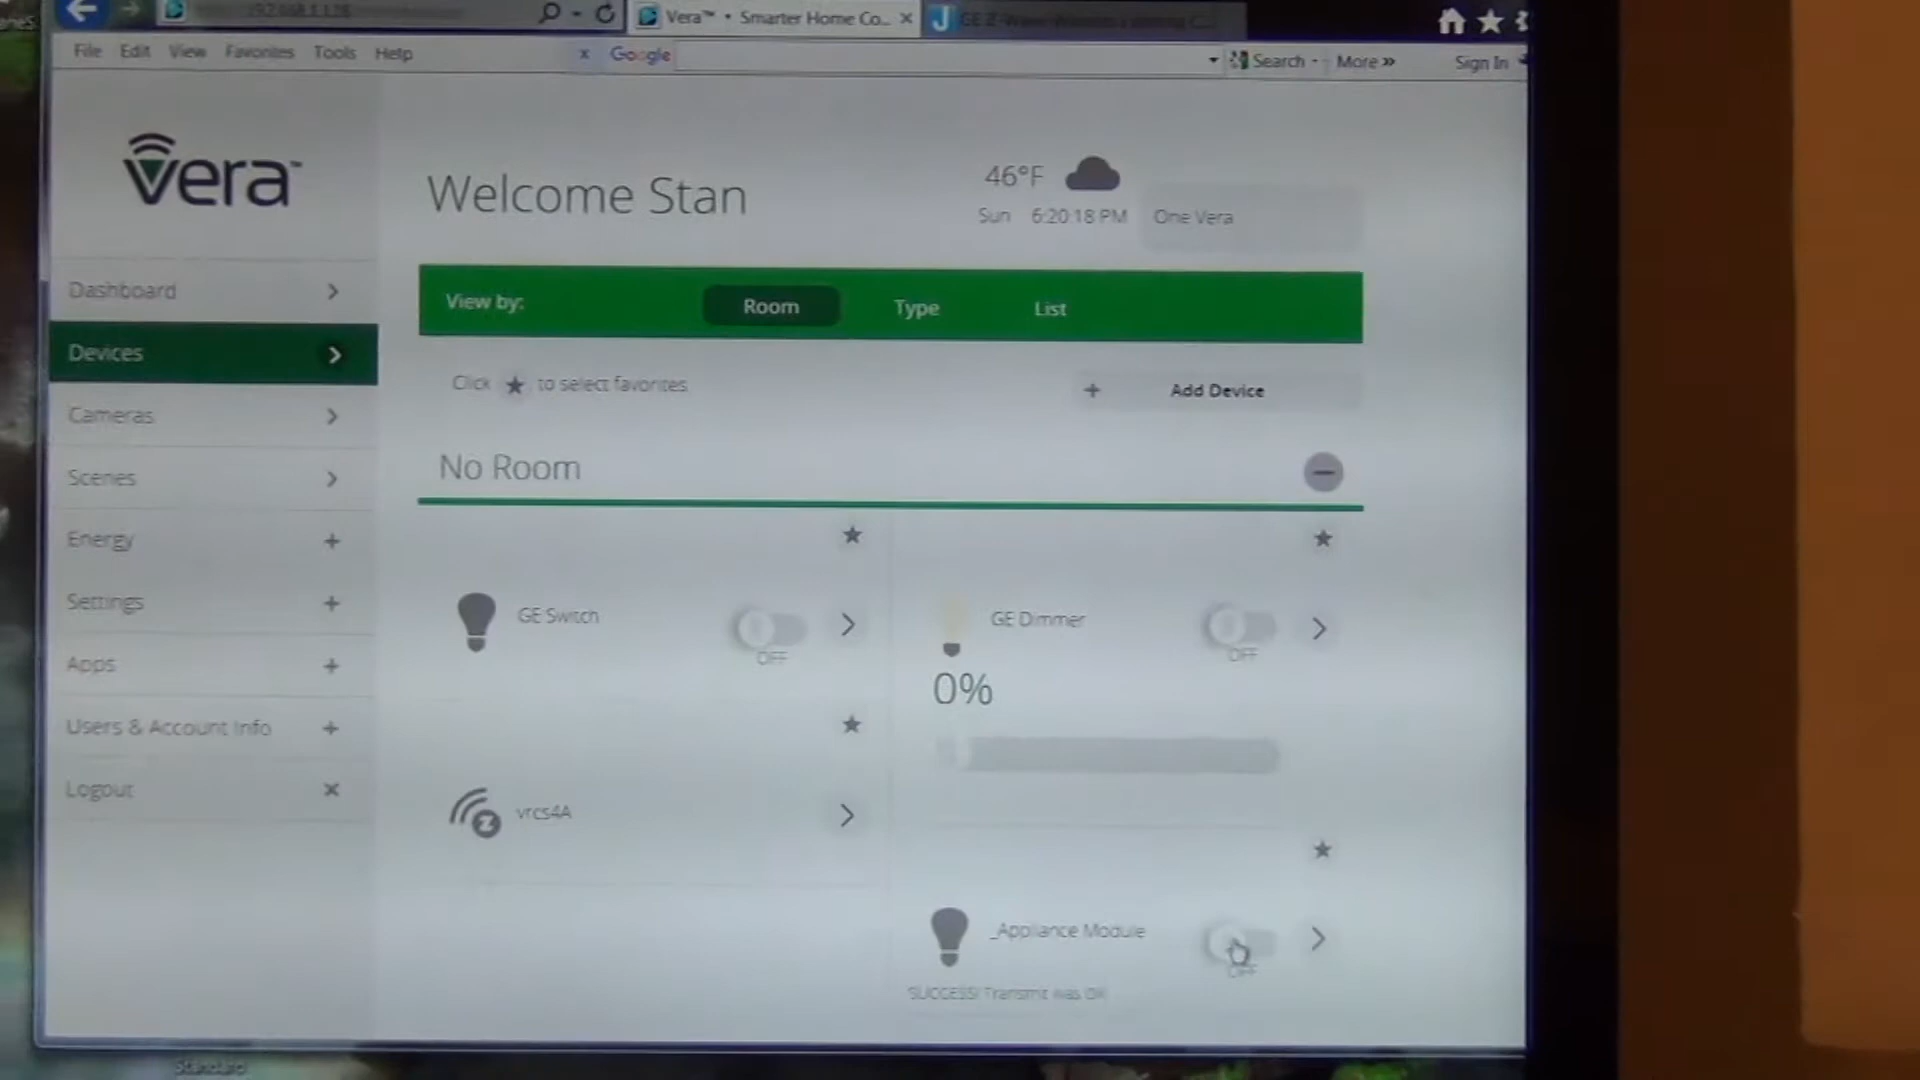 Vera™ • Smarter Home Co...
File Edit View Favorites Tools Help
x Google
Search More »
Sign In
vera™
Welcome Stan
46°F
Sun 6:20:18 PM
One Vera
Dashboard
Devices
Cameras
Scenes
Energy
Settings
Apps
Users & Account Info
Logout
View by: Room Type List
Click ★ to select favorites
+ Add Device
No Room
GE Switch
OFF
GE Dimmer
OFF
0%
vrcs4A
_Appliance Module
OFF
SUCCESS! Transmit was OK
Standard